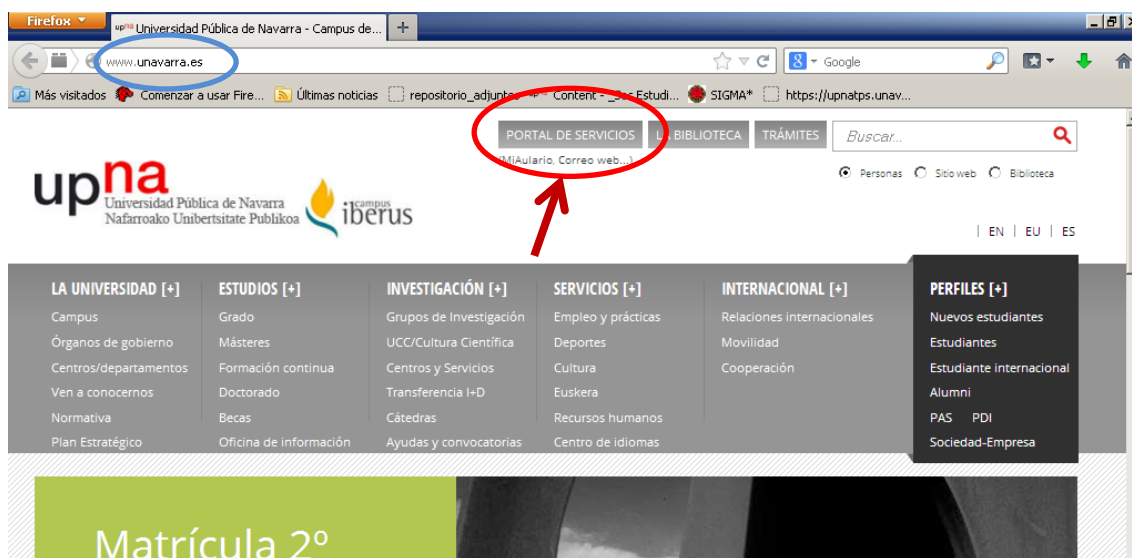 Firefox
upna Universidad Pública de Navarra - Campus de...
www.unavarra.es
Google
Más visitados Comenzar a usar Fire... Últimas noticias repositorio_adjuntos Content - _Sec Estudi... SIGMA* https://upnatps.unav...
PORTAL DE SERVICIOS LA BIBLIOTECA TRÁMITES Buscar...
(MiAulario, Correo web...)
Personas Sitio web Biblioteca
upna
Universidad Pública de Navarra
Nafarroako Unibertsitate Publikoa
campus
iberus
| EN | EU | ES
LA UNIVERSIDAD [+] ESTUDIOS [+] INVESTIGACIÓN [+] SERVICIOS [+] INTERNACIONAL [+] PERFILES [+]
Campus Grado Grupos de Investigación Empleo y prácticas Relaciones internacionales Nuevos estudiantes
Órganos de gobierno Másteres UCC/Cultura Científica Deportes Movilidad Estudiantes
Centros/departamentos Formación continua Centros y Servicios Cultura Cooperación Estudiante internacional
Ven a conocernos Doctorado Transferencia I+D Euskera Alumni
Normativa Becas Cátedras Recursos humanos PAS PDI
Plan Estratégico Oficina de información Ayudas y convocatorias Centro de idiomas Sociedad-Empresa
Matrícula 2º